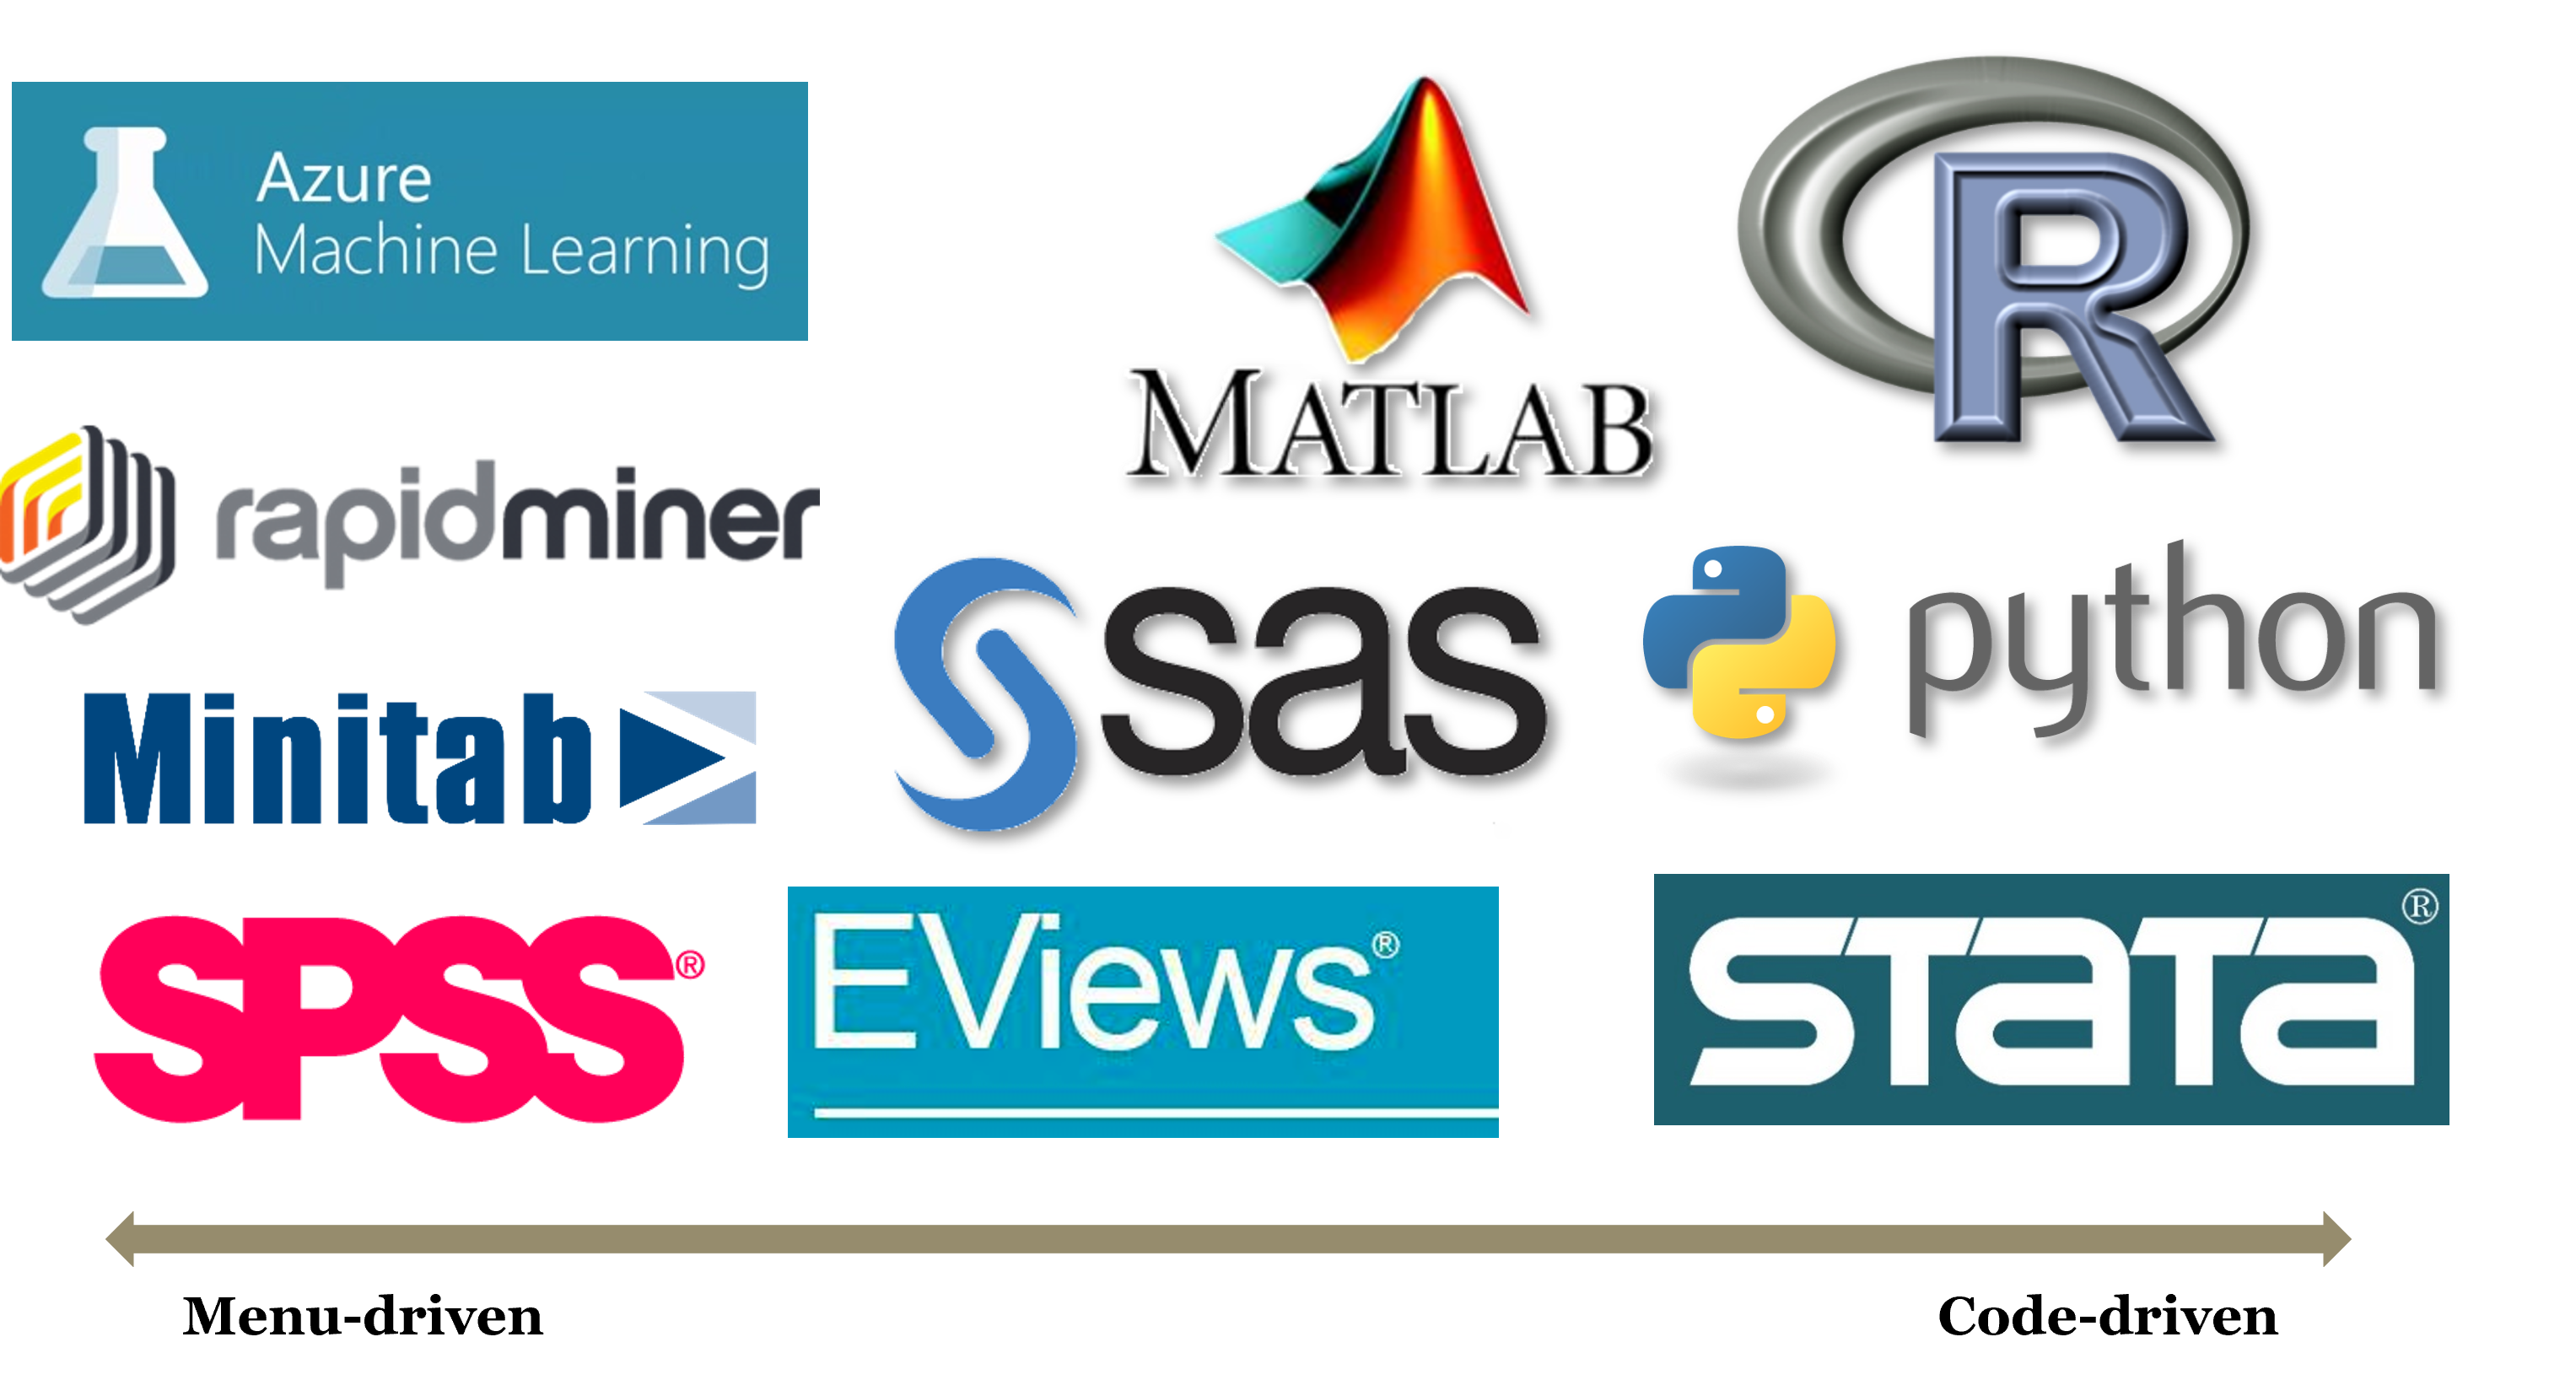 Azure
Machine Learning
MATLAB
R
rapidminer
sas
python
Minitab
SPSS®
EViews®
STATA®
Menu-driven
Code-driven